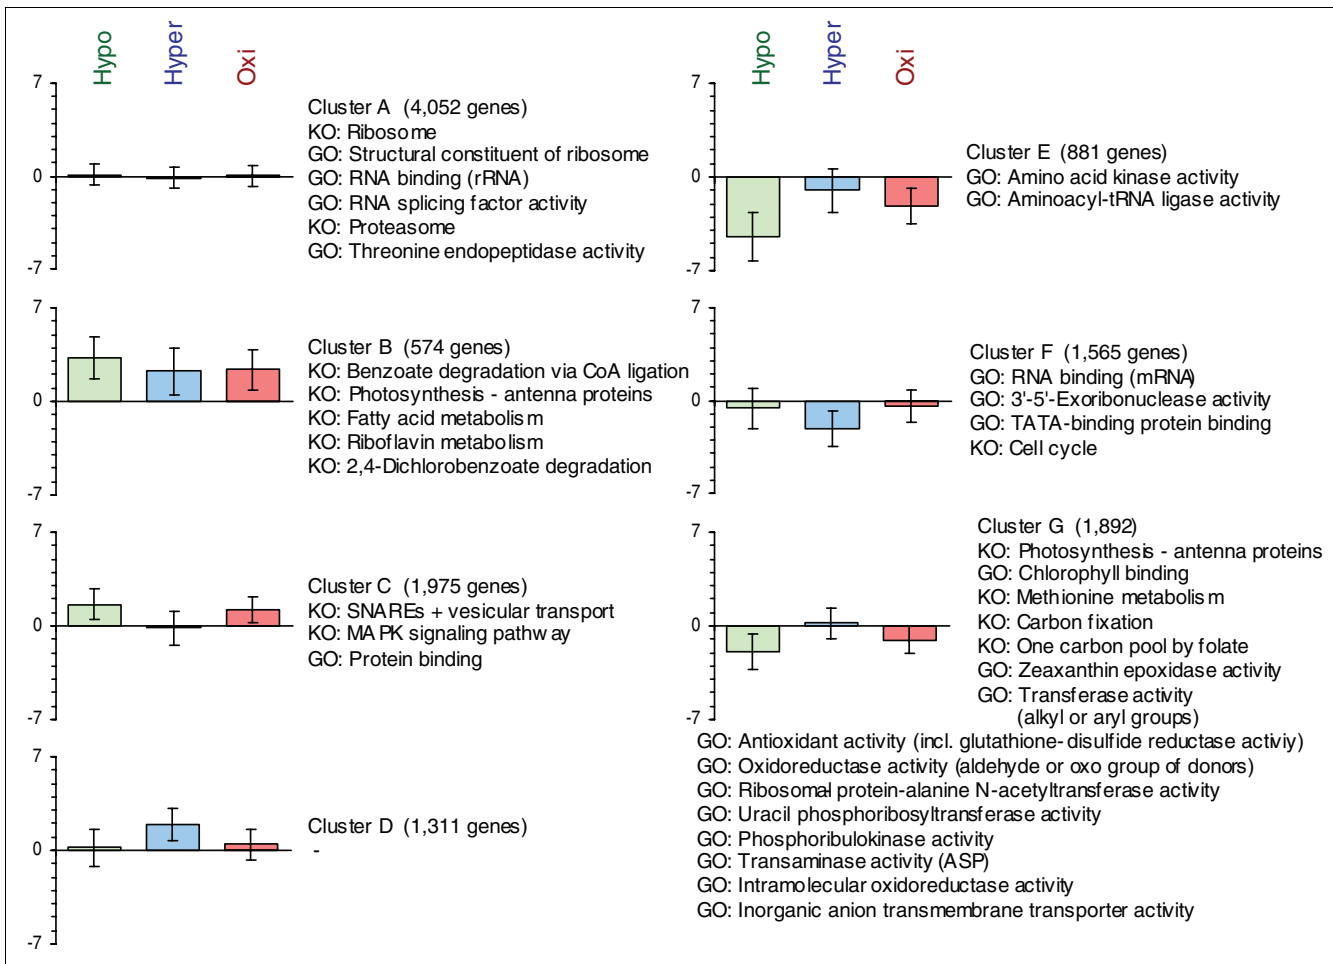 Hypo
Hyper
Oxi
7
0
-7
Cluster A (4,052 genes)
KO: Ribosome
GO: Structural constituent of ribosome
GO: RNA binding (rRNA)
GO: RNA splicing factor activity
KO: Proteasome
GO: Threonine endopeptidase activity
7
0
-7
Cluster B (574 genes)
KO: Benzoate degradation via CoA ligation
KO: Photosynthesis - antenna proteins
KO: Fatty acid metabolism
KO: Riboflavin metabolism
KO: 2,4-Dichlorobenzoate degradation
7
0
-7
Cluster C (1,975 genes)
KO: SNAREs + vesicular transport
KO: MAPK signaling pathway
GO: Protein binding
7
0
-7
Cluster D (1,311 genes)
-
Hypo
Hyper
Oxi
7
0
-7
Cluster E (881 genes)
GO: Amino acid kinase activity
GO: Aminoacyl-tRNA ligase activity
7
0
-7
Cluster F (1,565 genes)
GO: RNA binding (mRNA)
GO: 3'-5'-Exoribonuclease activity
GO: TATA-binding protein binding
KO: Cell cycle
7
0
-7
Cluster G (1,892)
KO: Photosynthesis - antenna proteins
GO: Chlorophyll binding
KO: Methionine metabolism
KO: Carbon fixation
KO: One carbon pool by folate
GO: Zeaxanthin epoxidase activity
GO: Transferase activity
(alkyl or aryl groups)
GO: Antioxidant activity (incl. glutathione-disulfide reductase activiy)
GO: Oxidoreductase activity (aldehyde or oxo group of donors)
GO: Ribosomal-protein-alanine N-acetyltransferase activity
GO: Uracil phosphoribosyltransferase activity
GO: Phosphoribulokinase activity
GO: Transaminase activity (ASP)
GO: Intramolecular oxidoreductase activity
GO: Inorganic anion transmembrane transporter activity